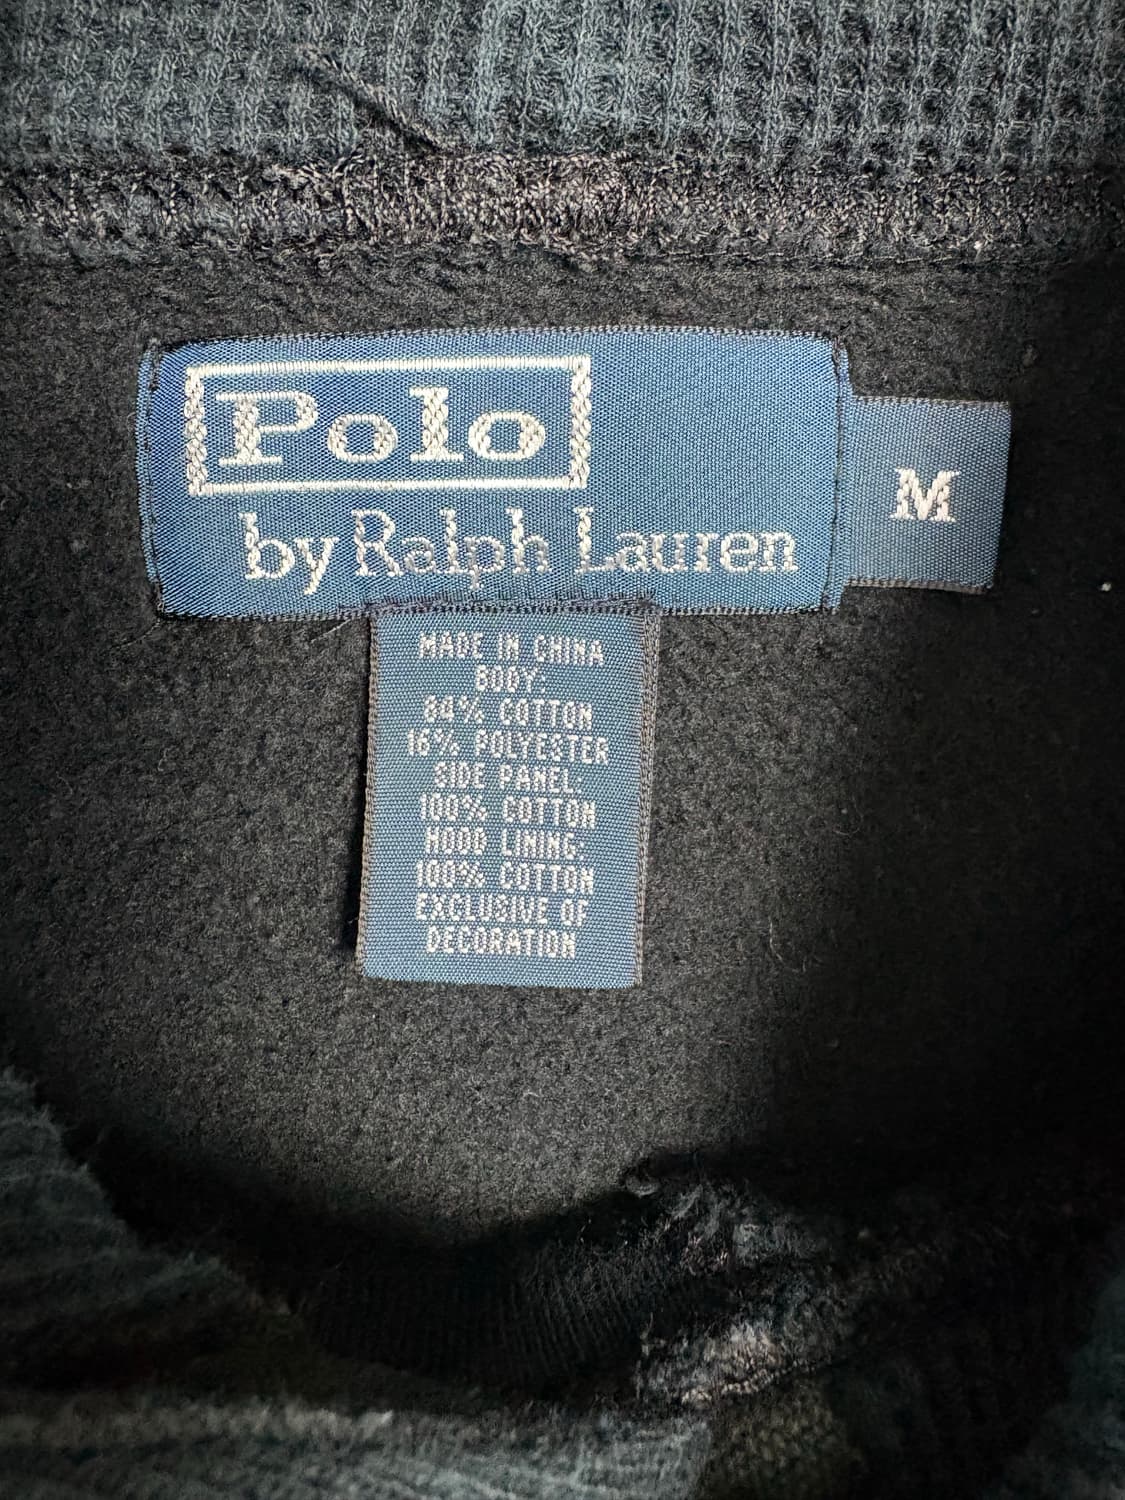 Polo
by Ralph Lauren
M
MADE IN CHINA
BODY:
84% COTTON
16% POLYESTER
SIDE PANEL:
100% COTTON
HOOD LINING:
100% COTTON
EXCLUSIVE OF
DECORATION